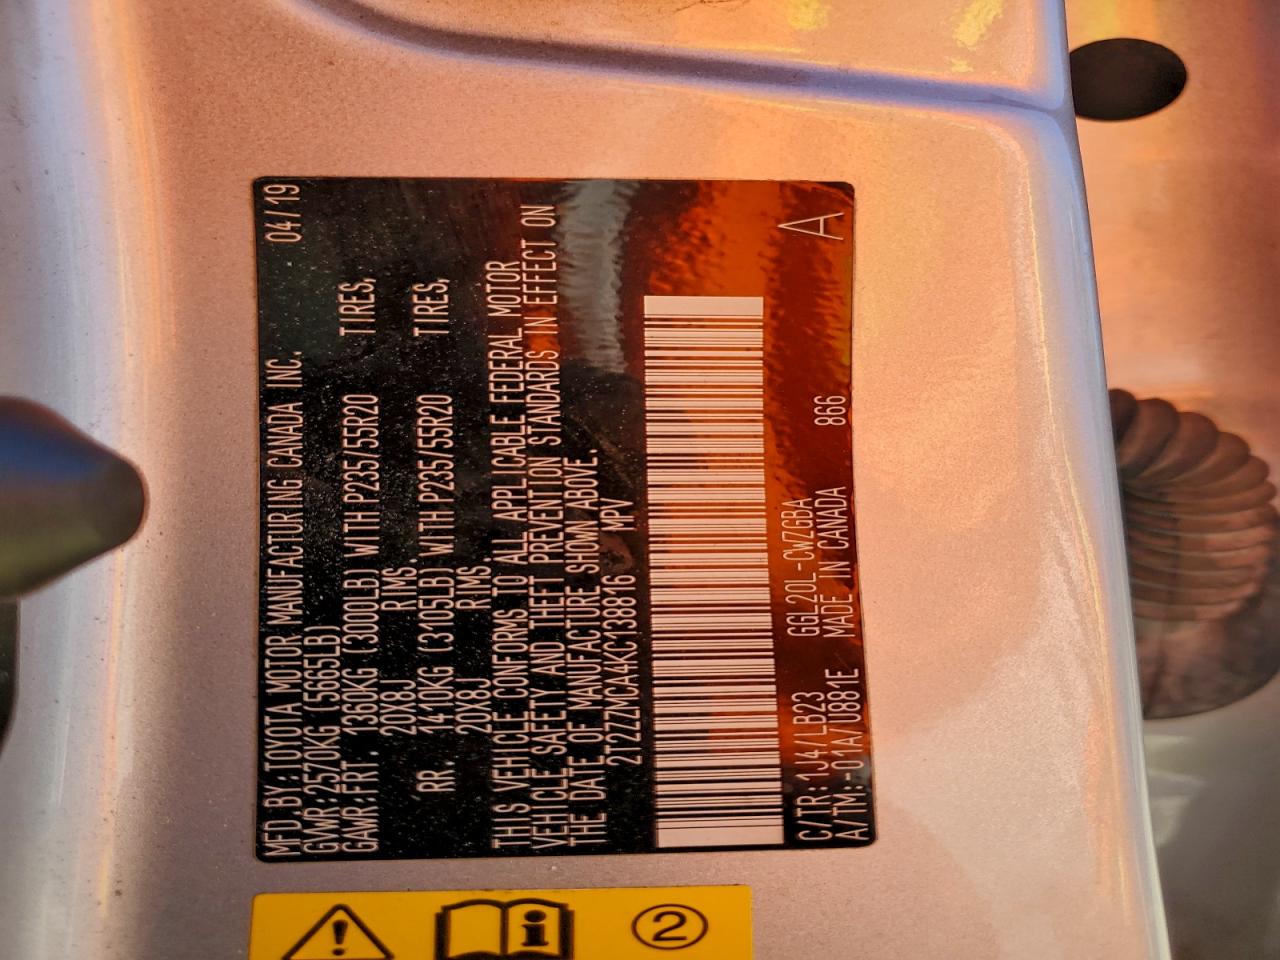 MFD.BY:TOYOTA MOTOR MANUFACTURING CANADA INC. 04/19
GVWR:2570KG(5665LB)
GAWR:FRT. 1360KG (3000LB) WITH P235/55R20 TIRES,
20X8J RIMS.
RR. 1410KG (3105LB) WITH P235/55R20 TIRES,
20X8J RIMS.
THIS VEHICLE CONFORMS TO ALL APPLICABLE FEDERAL MOTOR
VEHICLE SAFETY AND THEFT PREVENTION STANDARDS IN EFFECT ON
THE DATE OF MANUFACTURE SHOWN ABOVE.
2T2ZZMCA4KC138816 MPV
C/TR:1J4/LB23 GGL20L-CWZGBA
A/TM:-01A/U881E MADE IN CANADA 866 A
2